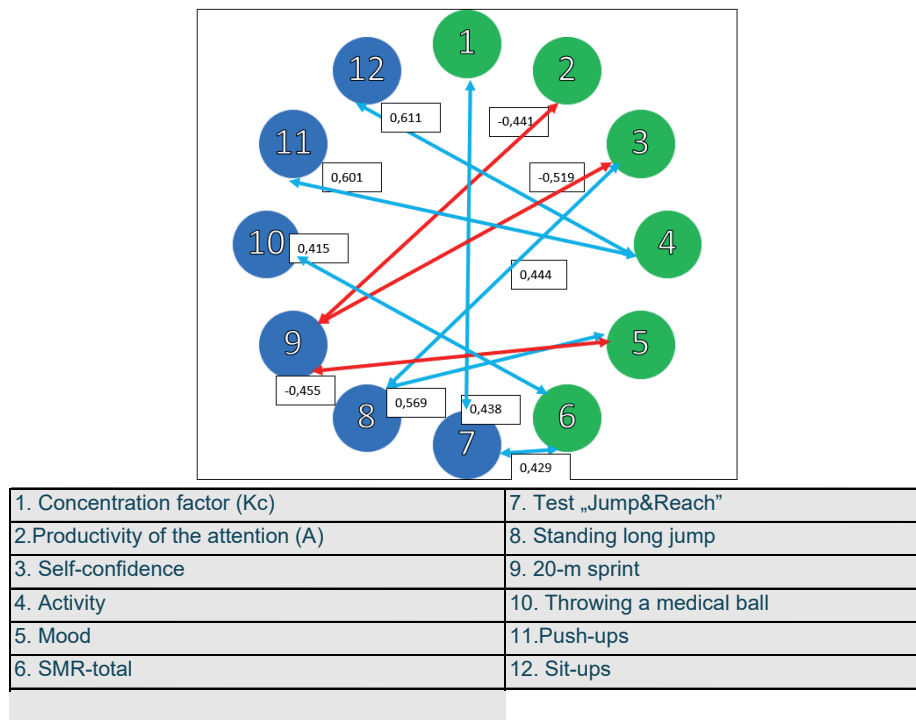 1
12
2
0,611
-0,441
11
3
0,601
-0,519
10
0,415
4
0,444
9
5
-0,455
8
0,569
0,438
6
7
0,429
1. Concentration factor (Kc)
7. Test „Jump&Reach”
2.Productivity of the attention (A)
8. Standing long jump
3. Self-confidence
9. 20-m sprint
4. Activity
10. Throwing a medical ball
5. Mood
11.Push-ups
6. SMR-total
12. Sit-ups